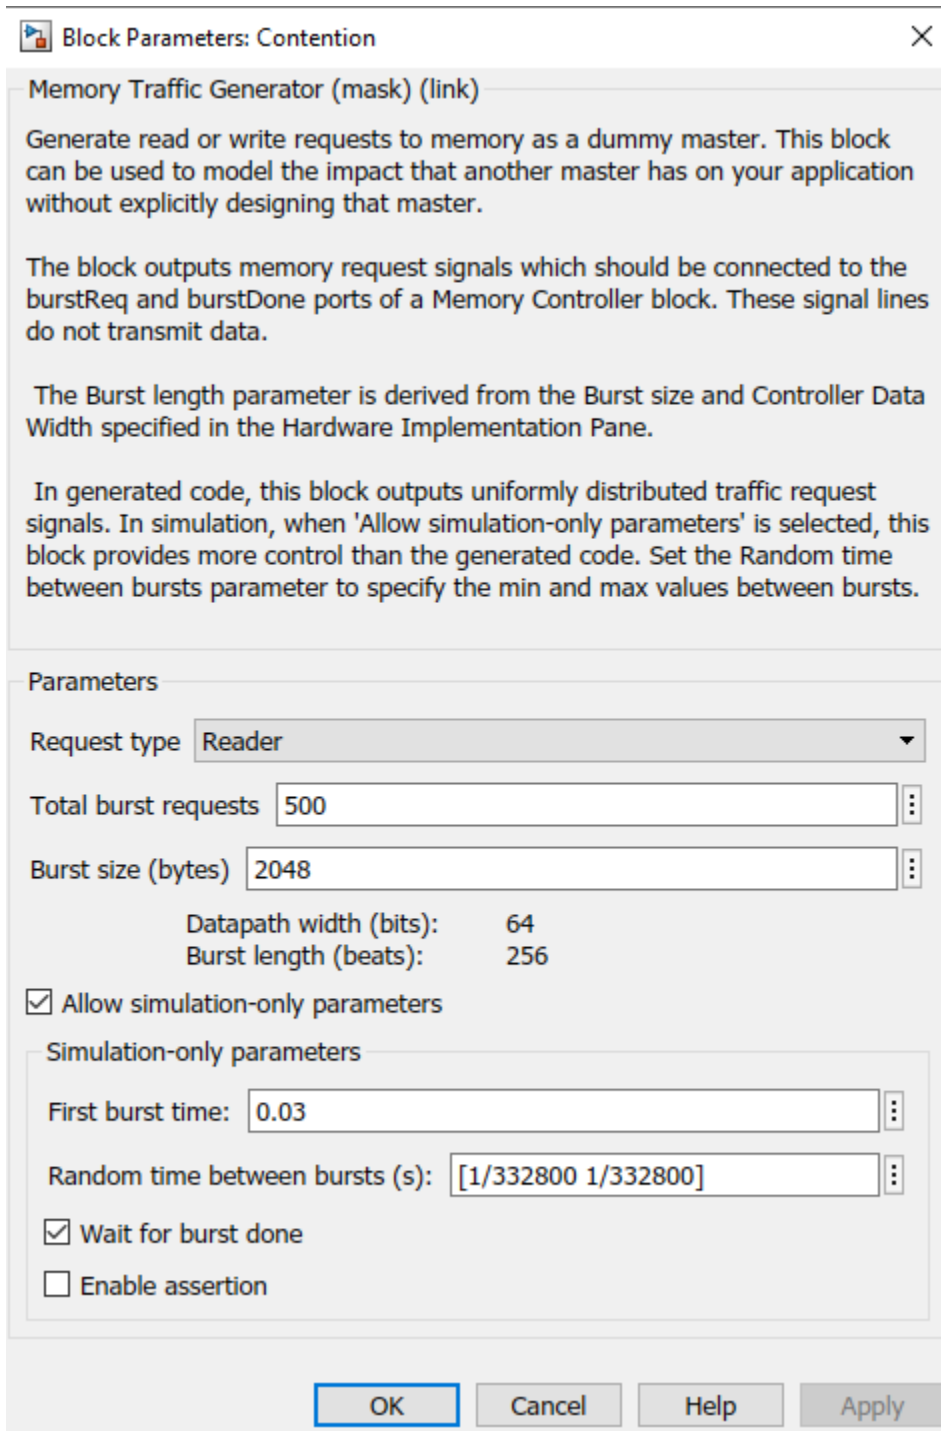 Block Parameters: Contention
Memory Traffic Generator (mask) (link)
Generate read or write requests to memory as a dummy master. This block
can be used to model the impact that another master has on your application
without explicitly designing that master.
The block outputs memory request signals which should be connected to the
burstReq and burstDone ports of a Memory Controller block. These signal lines
do not transmit data.
The Burst length parameter is derived from the Burst size and Controller Data
Width specified in the Hardware Implementation Pane.
In generated code, this block outputs uniformly distributed traffic request
signals. In simulation, when 'Allow simulation-only parameters' is selected, this
block provides more control than the generated code. Set the Random time
between bursts parameter to specify the min and max values between bursts.
Parameters
Request type Reader
Total burst requests 500
Burst size (bytes) 2048
Datapath width (bits): 64
Burst length (beats): 256
Allow simulation-only parameters
Simulation-only parameters
First burst time: 0.03
Random time between bursts (s): [1/332800 1/332800]
Wait for burst done
Enable assertion
OK Cancel Help Apply